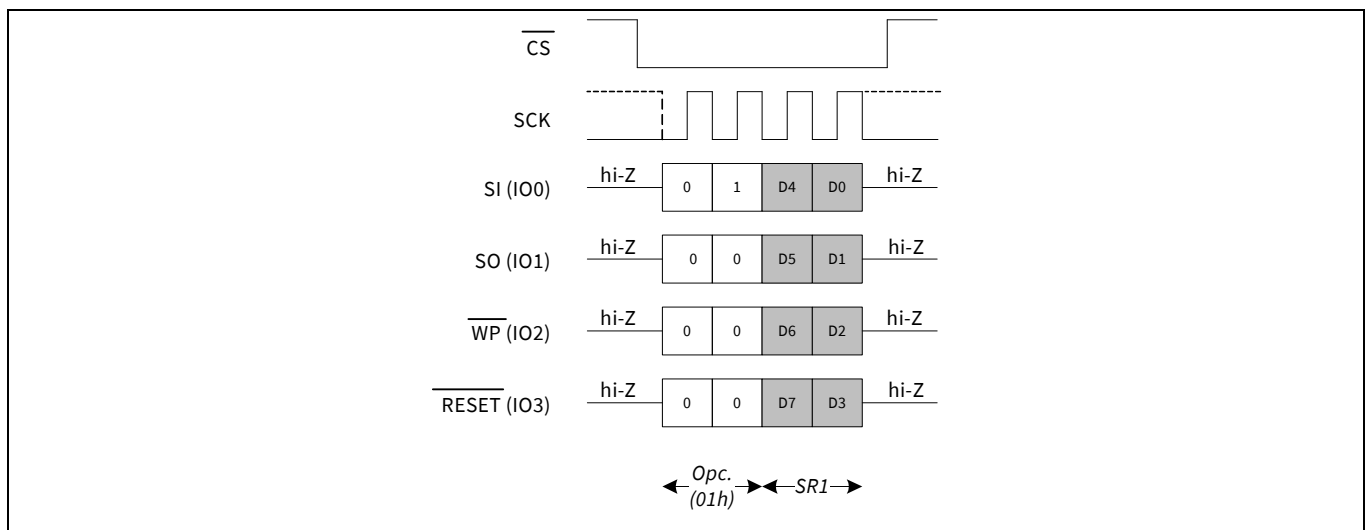 CS
SCK
SI (IO0) hi-Z 0 1 D4 D0 hi-Z
SO (IO1) hi-Z 0 0 D5 D1 hi-Z
WP (IO2) hi-Z 0 0 D6 D2 hi-Z
RESET (IO3) hi-Z 0 0 D7 D3 hi-Z
Opc. SR1
(01h)